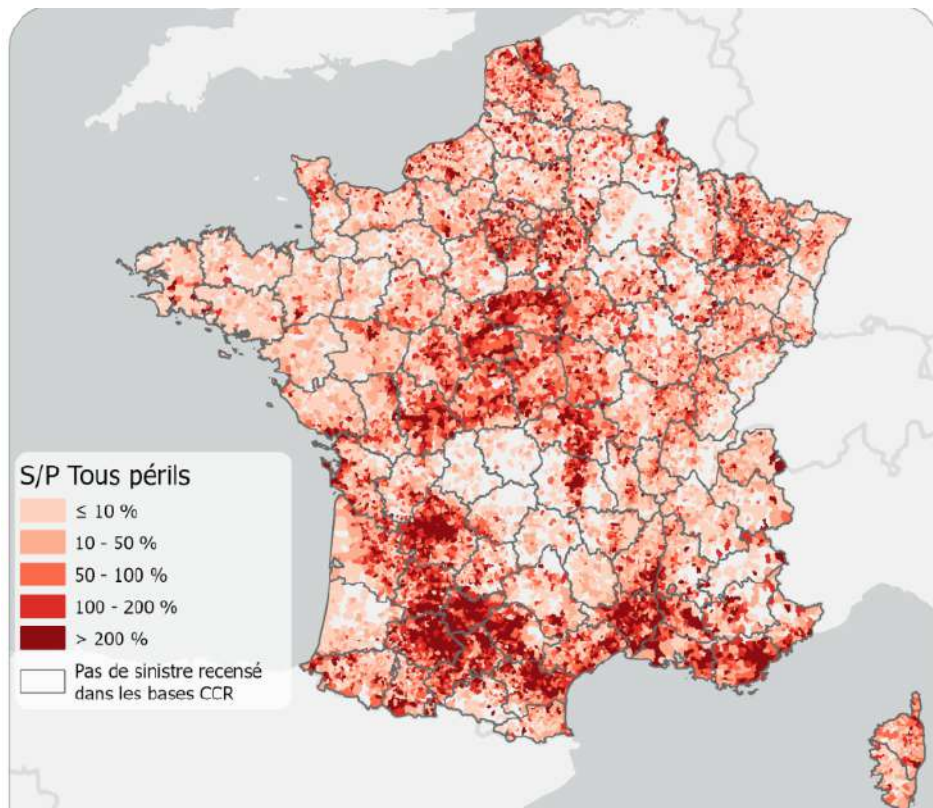 S/P Tous périls
≤ 10 %
10 - 50 %
50 - 100 %
100 - 200 %
> 200 %
Pas de sinistre recensé
dans les bases CCR